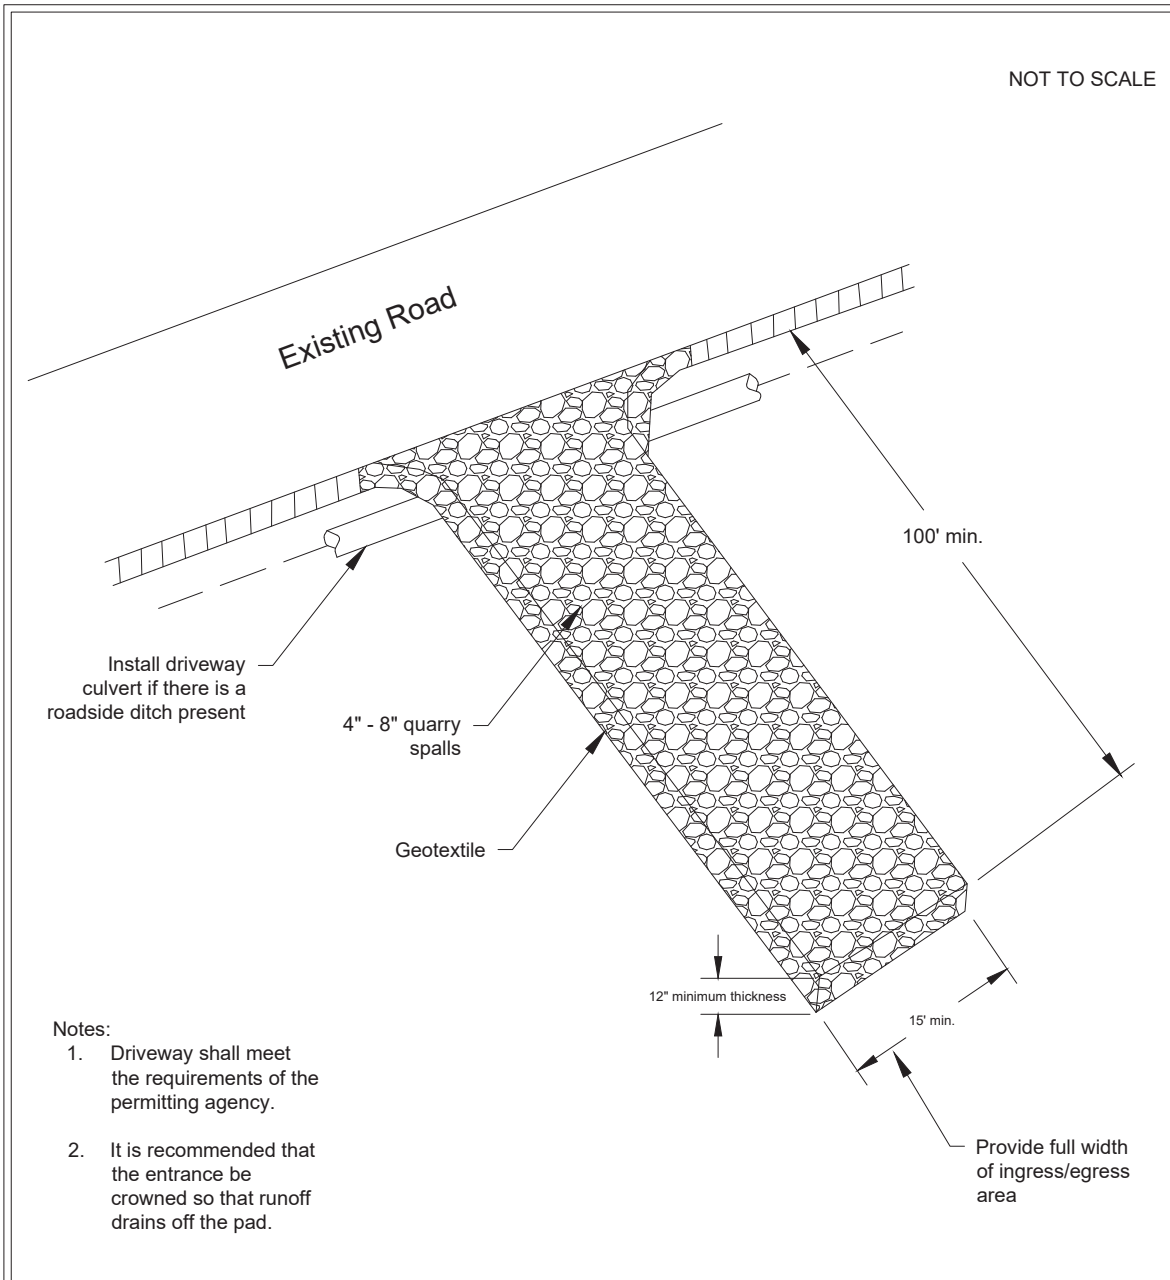 NOT TO SCALE
Existing Road
100' min.
Install driveway
culvert if there is a
roadside ditch present
4" - 8" quarry
spalls
Geotextile
12" minimum thickness
15' min.
Provide full width
of ingress/egress
area
Notes:
1. Driveway shall meet
the requirements of the
permitting agency.
2. It is recommended that
the entrance be
crowned so that runoff
drains off the pad.